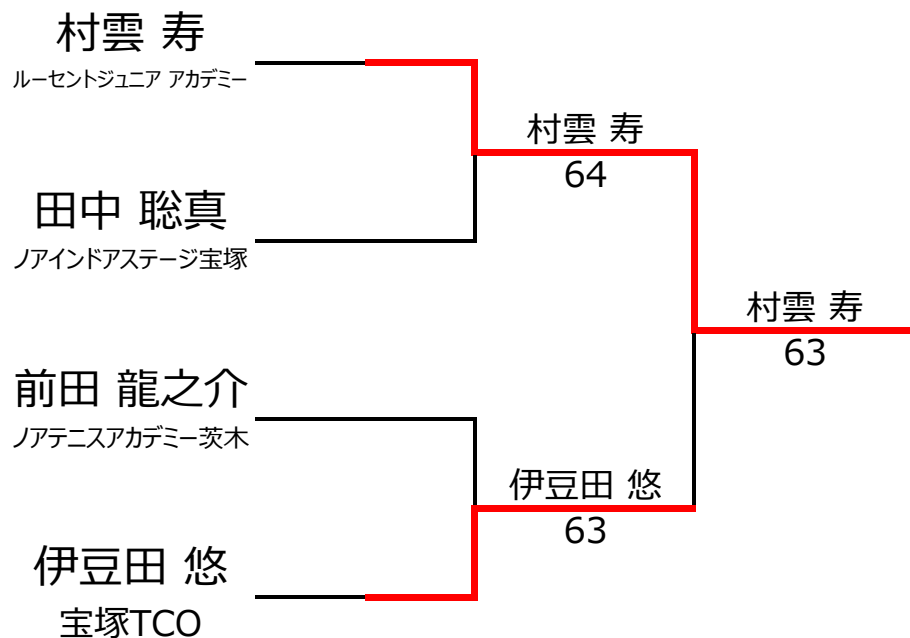 村雲 寿
ルーセントジュニア アカデミー
田中 聡真
ノアインドアステージ宝塚
前田 龍之介
ノアテニスアカデミー茨木
伊豆田 悠
宝塚TCO
村雲 寿
64
伊豆田 悠
63
村雲 寿
63